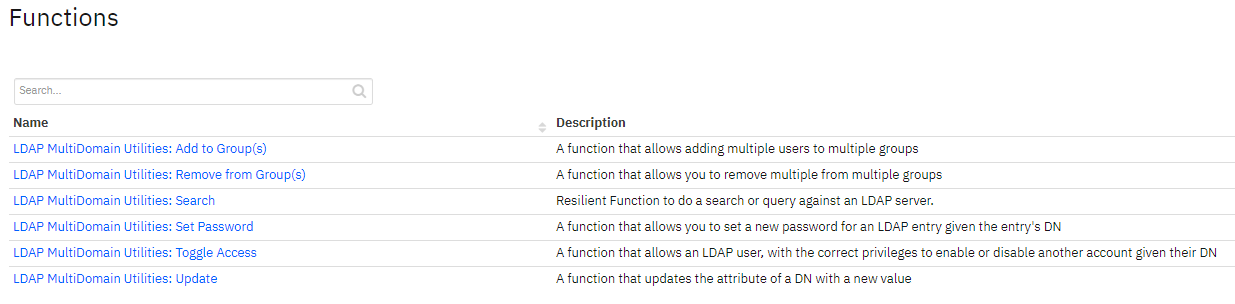 Functions
Search...
Name Description
LDAP MultiDomain Utilities: Add to Group(s) A function that allows adding multiple users to multiple groups
LDAP MultiDomain Utilities: Remove from Group(s) A function that allows you to remove multiple from multiple groups
LDAP MultiDomain Utilities: Search Resilient Function to do a search or query against an LDAP server.
LDAP MultiDomain Utilities: Set Password A function that allows you to set a new password for an LDAP entry given the entry's DN
LDAP MultiDomain Utilities: Toggle Access A function that allows an LDAP user, with the correct privileges to enable or disable another account given their DN
LDAP MultiDomain Utilities: Update A function that updates the attribute of a DN with a new value